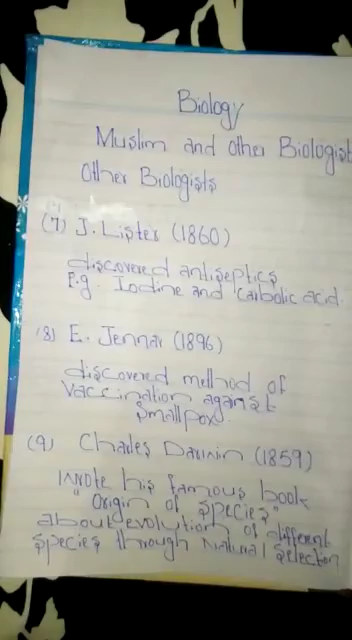 Biology
Muslim and other Biologist
Other Biologists
(7) J. Lister (1860)
discovered antiseptics
E.g. Iodine and Carbolic acid.
(8) E. Jennar (1896)
discovered method of
Vaccination against
Smallpox.
(9) Charles Darwin (1859)
Wrote his famous book
"Origin of Species"
about evolution of different
Species through Natural Selection